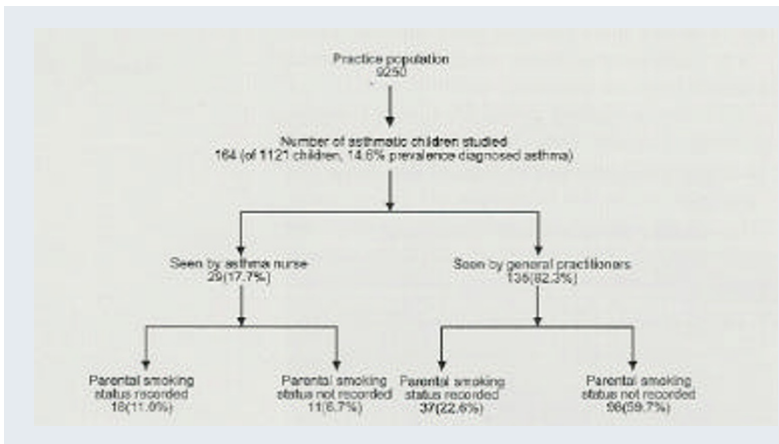 Practice population
9250
Number of asthmatic children studied
164 (of 1121 children, 14.6% prevalence diagnosed asthma)
Seen by asthma nurse
29(17.7%)
Seen by general practitioners
135(82.3%)
Parental smoking
status recorded
18(11.0%)
Parental smoking
status not recorded
11(6.7%)
Parental smoking
status recorded
37(22.6%)
Parental smoking
status not recorded
98(59.7%)